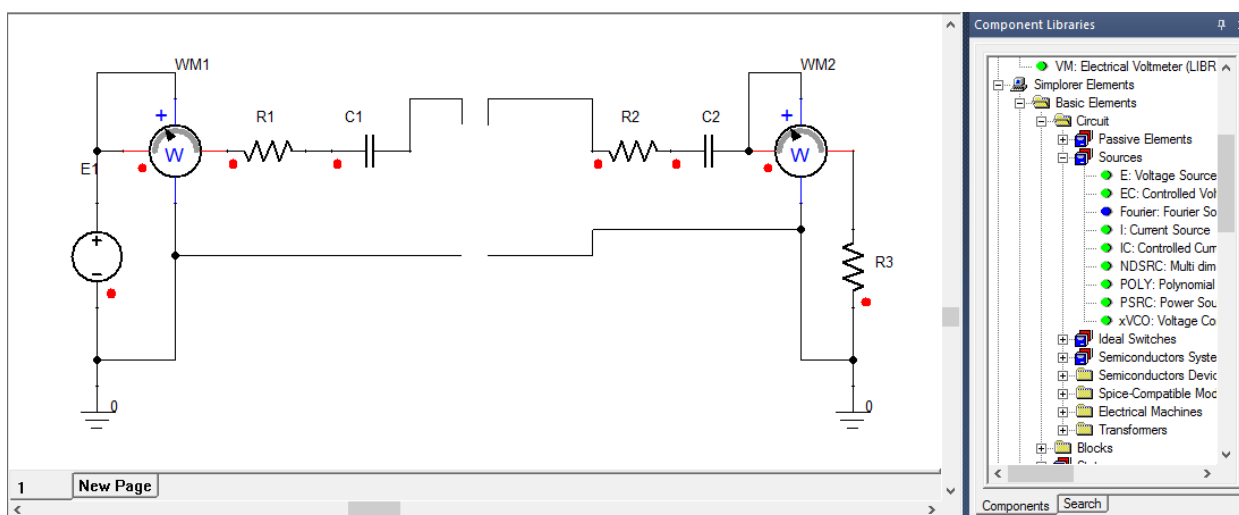 WM1
WM2
R1
C1
R2
C2
+
W
+
W
E1
+
−
R3
0
0
1
New Page
Component Libraries
VM: Electrical Voltmeter (LIBR
Simplorer Elements
Basic Elements
Circuit
Passive Elements
Sources
E: Voltage Source
EC: Controlled Vol
Fourier: Fourier So
I: Current Source
IC: Controlled Curr
NDSRC: Multi dim
POLY: Polynomial
PSRC: Power Sou
xVCO: Voltage Co
Ideal Switches
Semiconductors Syste
Semiconductors Devic
Spice-Compatible Mod
Electrical Machines
Transformers
Blocks
Components
Search